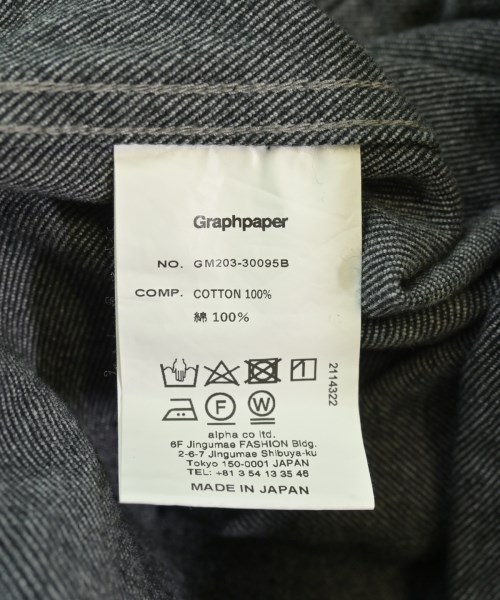 Graphpaper
NO. GM203-30095B
COMP. COTTON 100%
綿 100%
2114322
F W
alpha co ltd.
6F Jingumae FASHION Bldg.
2-6-7 Jingumae Shibuya-ku
Tokyo 150-0001 JAPAN
TEL: +81 3 54 13 35 46
MADE IN JAPAN